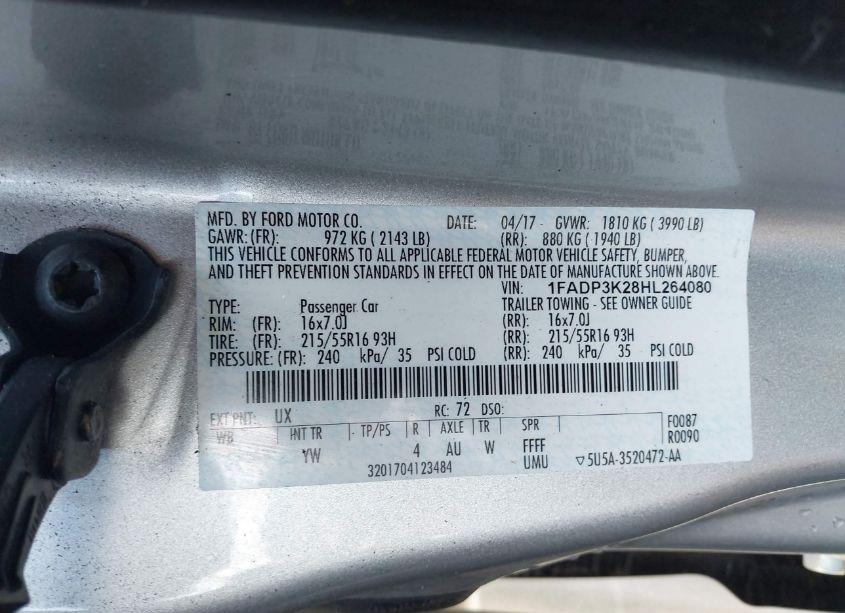 MFD. BY FORD MOTOR CO. DATE: 04/17 GVWR: 1810 KG ( 3990 LB)
GAWR:(FR): 972 KG ( 2143 LB) (RR): 880 KG ( 1940 LB)
THIS VEHICLE CONFORMS TO ALL APPLICABLE FEDERAL MOTOR VEHICLE SAFETY, BUMPER,
AND THEFT PREVENTION STANDARDS IN EFFECT ON THE DATE OF MANUFACTURE SHOWN ABOVE.
VIN: 1FADP3K28HL264080
TYPE: Passenger Car TRAILER TOWING - SEE OWNER GUIDE
RIM: (FR): 16x7.0J (RR): 16x7.0J
TIRE: (FR): 215/55R16 93H (RR): 215/55R16 93H
PRESSURE: (FR): 240 kPa/ 35 PSI COLD (RR): 240 kPa/ 35 PSI COLD
EXT PNT: UX RC: 72 DSO:
WB INT TR TP/PS R AXLE TR SPR F0087
YW 4 AU W FFFF R0090
3201704123484 UMU ▽5U5A-3520472-AA